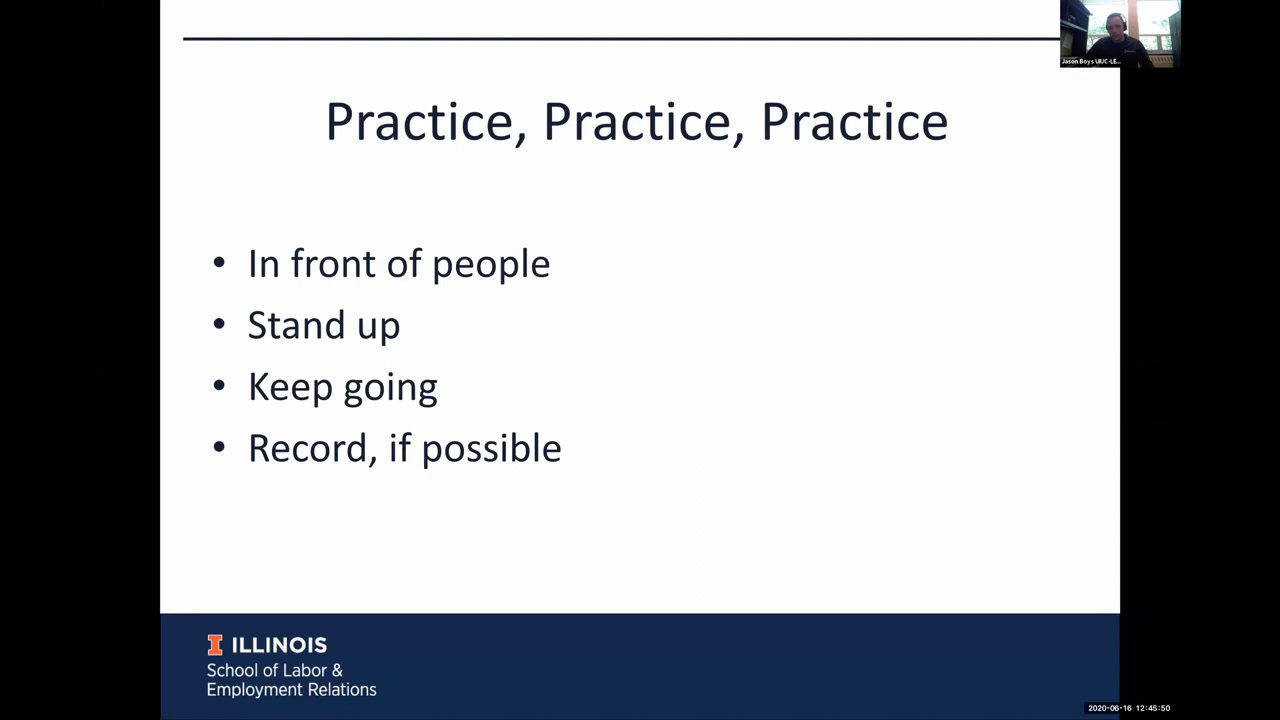 Jason Boys UIUC-LE...
Practice, Practice, Practice
• In front of people
• Stand up
• Keep going
• Record, if possible
I ILLINOIS
School of Labor &
Employment Relations
2020-06-16 12:45:50